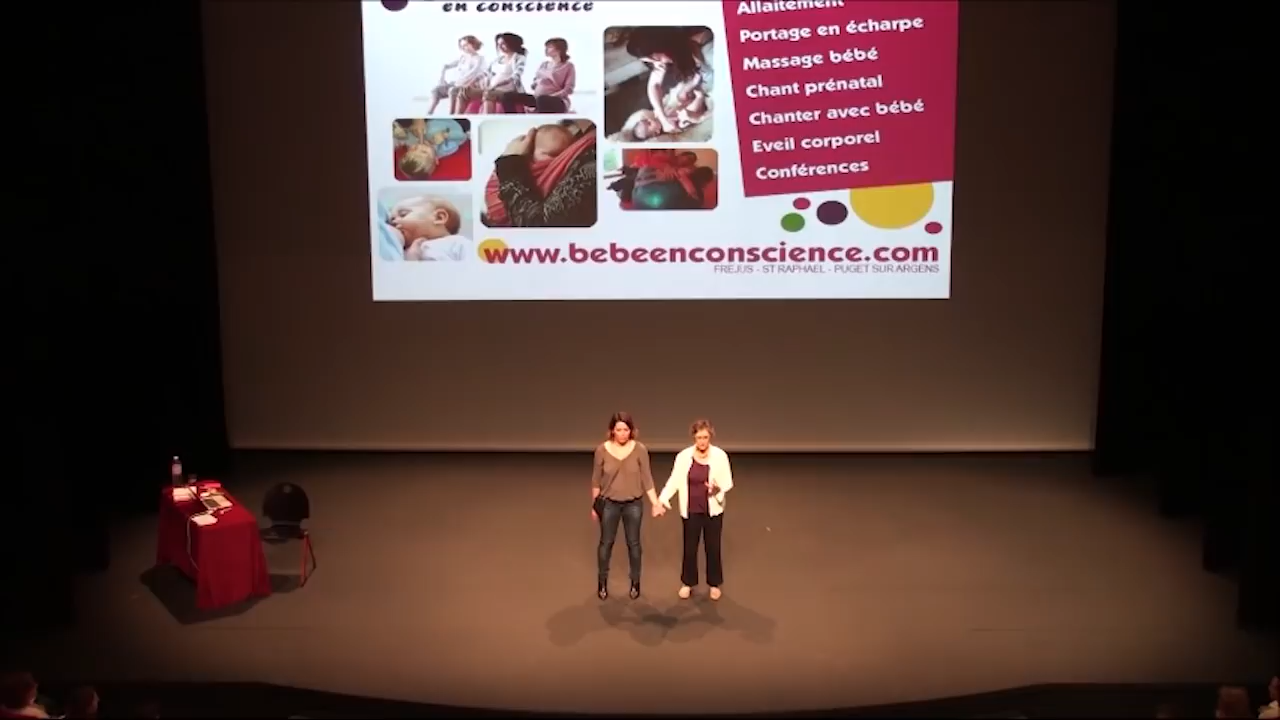 en conscience
Allaitement
Portage en écharpe
Massage bébé
Chant prénatal
Chanter avec bébé
Eveil corporel
Conférences
www.bebeenconscience.com
FREJUS - ST RAPHAEL - PUGET SUR ARGENS